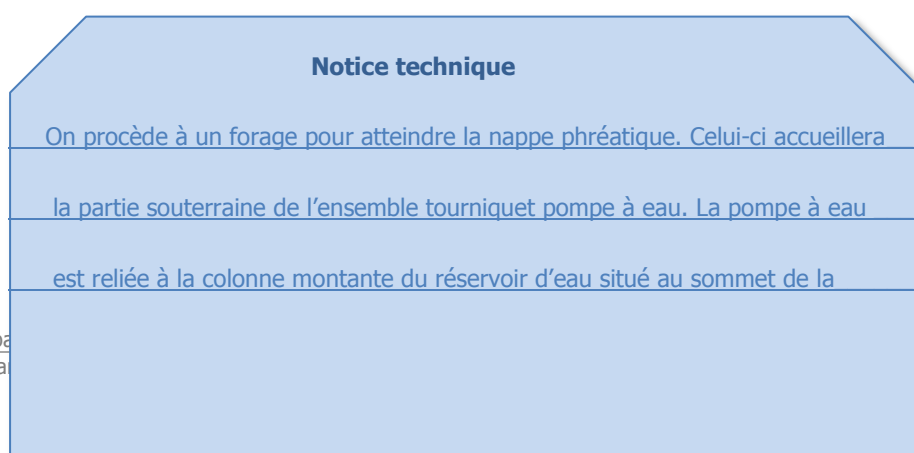 Notice technique
On procède à un forage pour atteindre la nappe phréatique. Celui-ci accueillera
la partie souterraine de l’ensemble tourniquet pompe à eau. La pompe à eau
est reliée à la colonne montante du réservoir d’eau situé au sommet de la